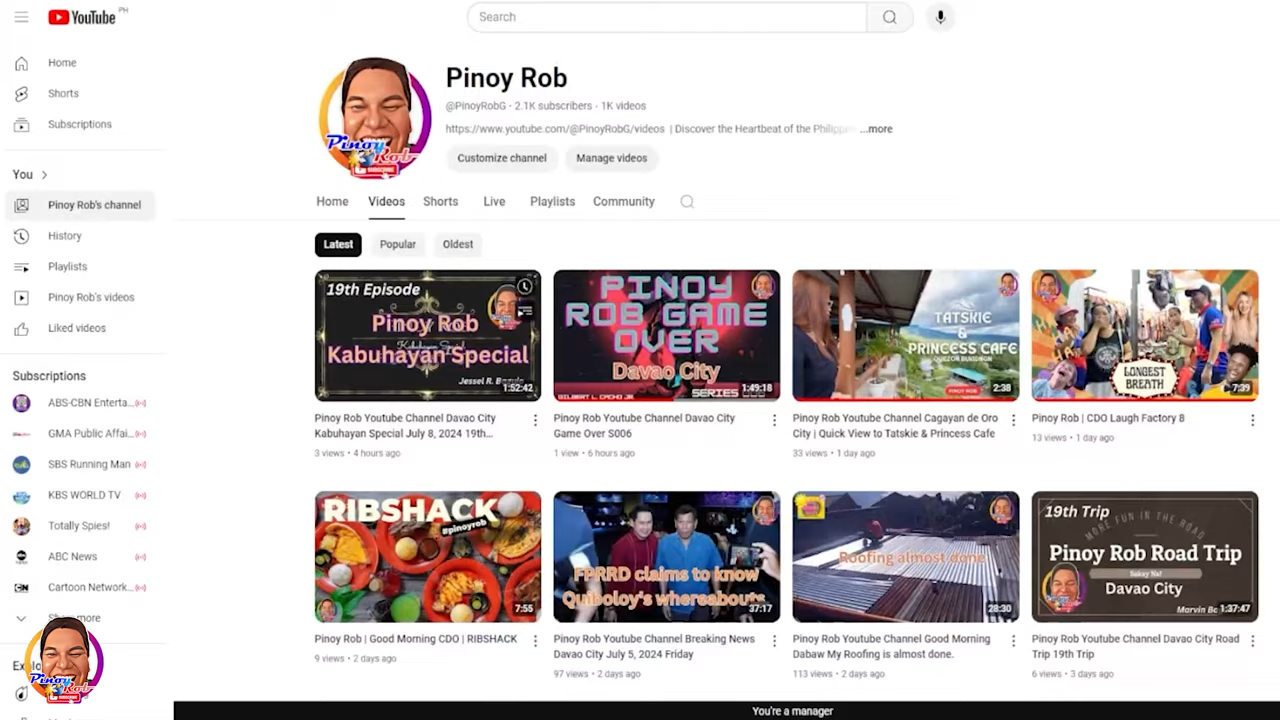 YouTube PH
Search
Home
Shorts
Subscriptions
You
Pinoy Rob's channel
History
Playlists
Pinoy Rob's videos
Liked videos
Subscriptions
ABS-CBN Enterta...
GMA Public Affai...
SBS Running Man
KBS WORLD TV
Totally Spies!
ABC News
Cartoon Network...
Pinoy Rob
@PinoyRobG · 2.1K subscribers · 1K videos
https://www.youtube.com/@PinoyRobG/videos | Discover the Heartbeat of the Philippin ...more
Customize channel
Manage videos
Home
Videos
Shorts
Live
Playlists
Community
Latest
Popular
Oldest
19th Episode
Pinoy Rob
Kabuhayan Special
1:52:42
Pinoy Rob Youtube Channel Davao City
Kabuhayan Special July 8, 2024 19th...
3 views • 4 hours ago
PINOY
ROB GAME
OVER
Davao City
GILBERT L. CACHO JR.
SERIES
1:49:18
Pinoy Rob Youtube Channel Davao City
Game Over S006
1 view • 6 hours ago
TATSKIE
&
PRINCESS CAFE
QUEZON BUKIDNON
PINOY ROB
2:38
Pinoy Rob Youtube Channel Cagayan de Oro
City | Quick View to Tatskie & Princess Cafe
33 views • 1 day ago
LONGEST
BREATH
7:39
Pinoy Rob | CDO Laugh Factory 8
13 views • 1 day ago
RIBSHACK
#pinoyrob
7:55
Pinoy Rob | Good Morning CDO | RIBSHACK
9 views • 2 days ago
FPRRD claims to know
Quiboloy's whereabouts
37:17
Pinoy Rob Youtube Channel Breaking News
Davao City July 5, 2024 Friday
97 views • 2 days ago
Roofing almost done
28:30
Pinoy Rob Youtube Channel Good Morning
Dabaw My Roofing is almost done.
113 views • 2 days ago
19th Trip
MORE FUN IN THE ROAD
Pinoy Rob Road Trip
Sakay Na!
Davao City
Marvin Bc
1:37:47
Pinoy Rob Youtube Channel Davao City Road
Trip 19th Trip
6 views • 3 days ago
Pinoy
Rob
SUBSCRIBE
You're a manager